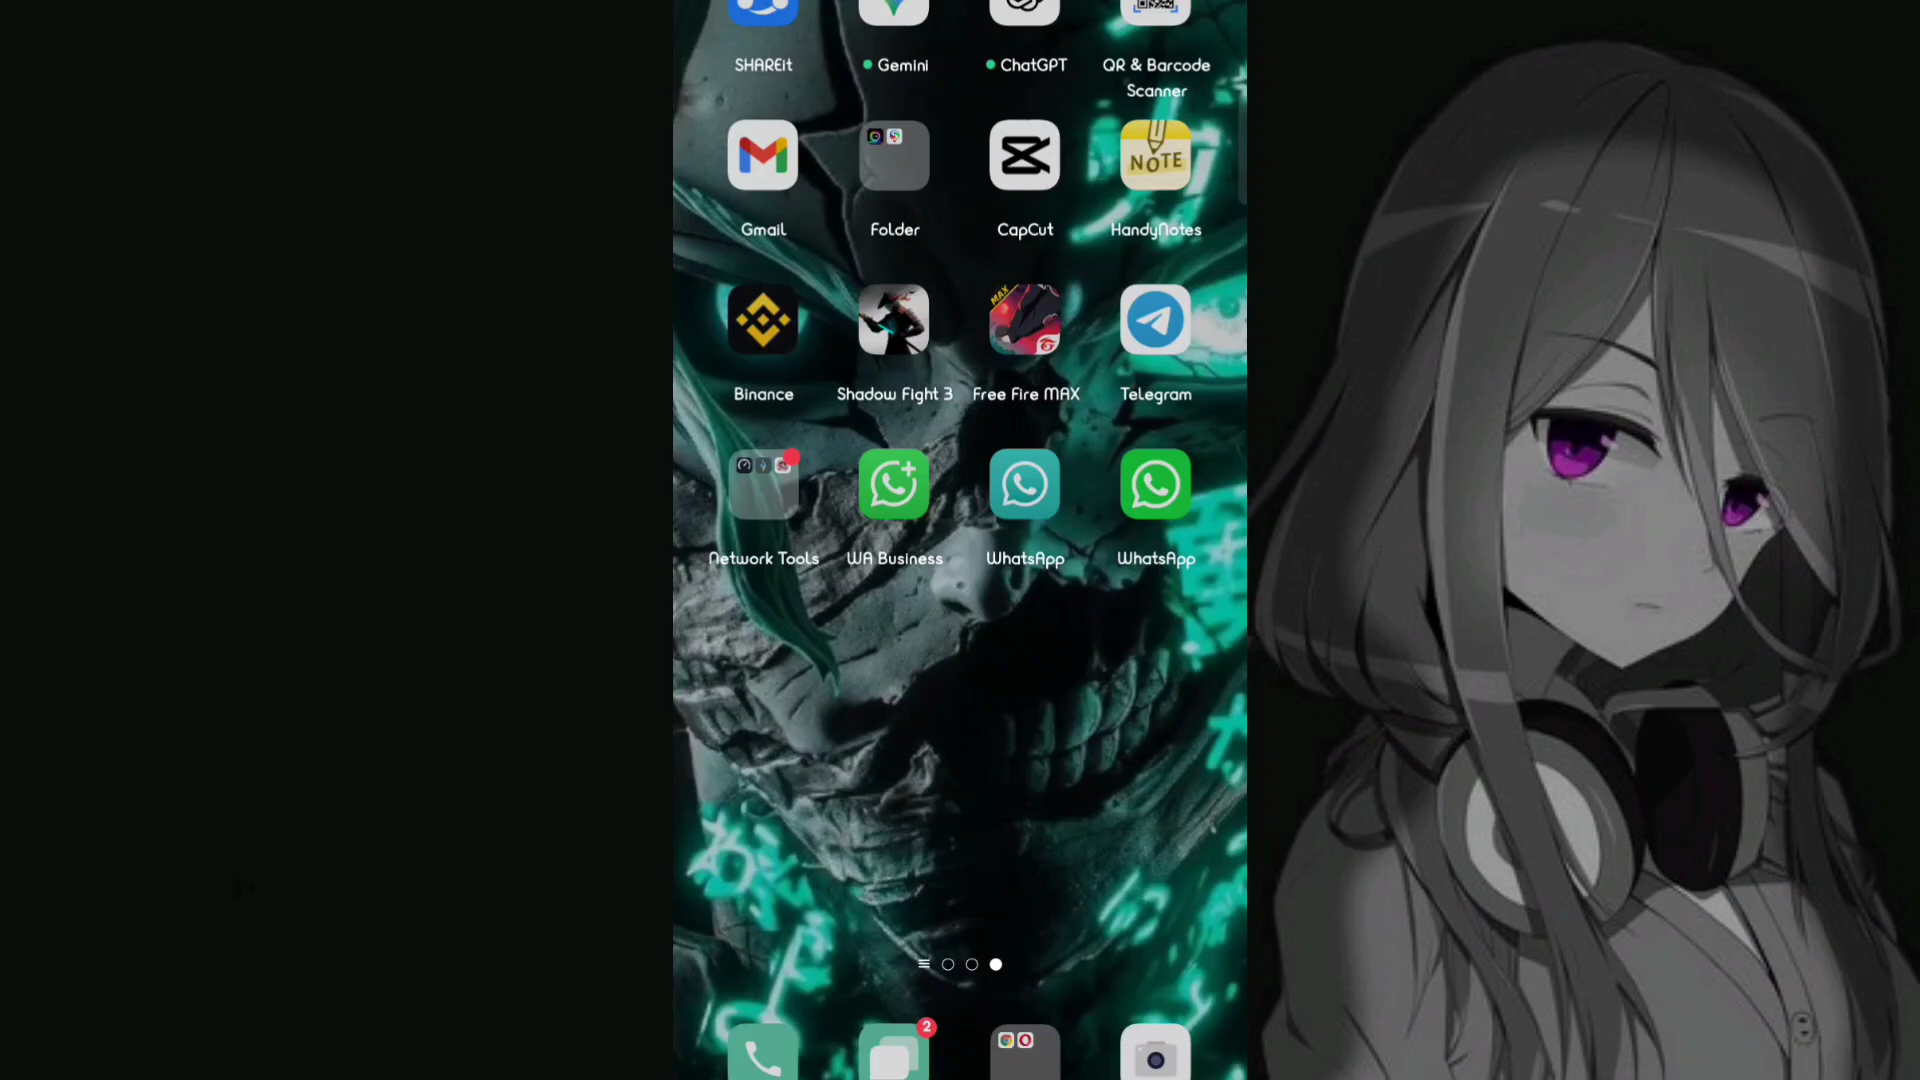 SHAREit
Gemini
ChatGPT
QR & Barcode
Scanner
NOTE
Gmail
Folder
CapCut
HandyNotes
MAX
Binance
Shadow Fight 3
Free Fire MAX
Telegram
Network Tools
WA Business
WhatsApp
WhatsApp
2